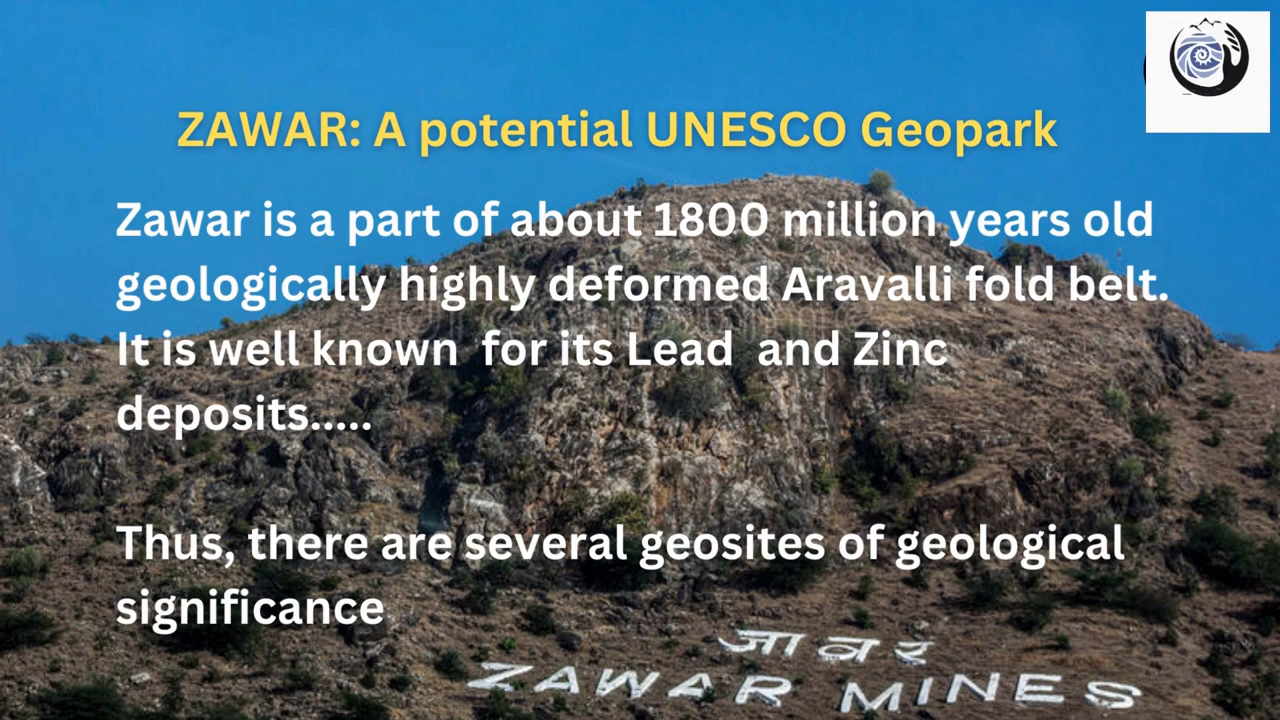 ZAWAR: A potential UNESCO Geopark
Zawar is a part of about 1800 million years old
geologically highly deformed Aravalli fold belt.
It is well known for its Lead and Zinc
deposits.....
Thus, there are several geosites of geological
significance
जावर
ZAWAR MINES